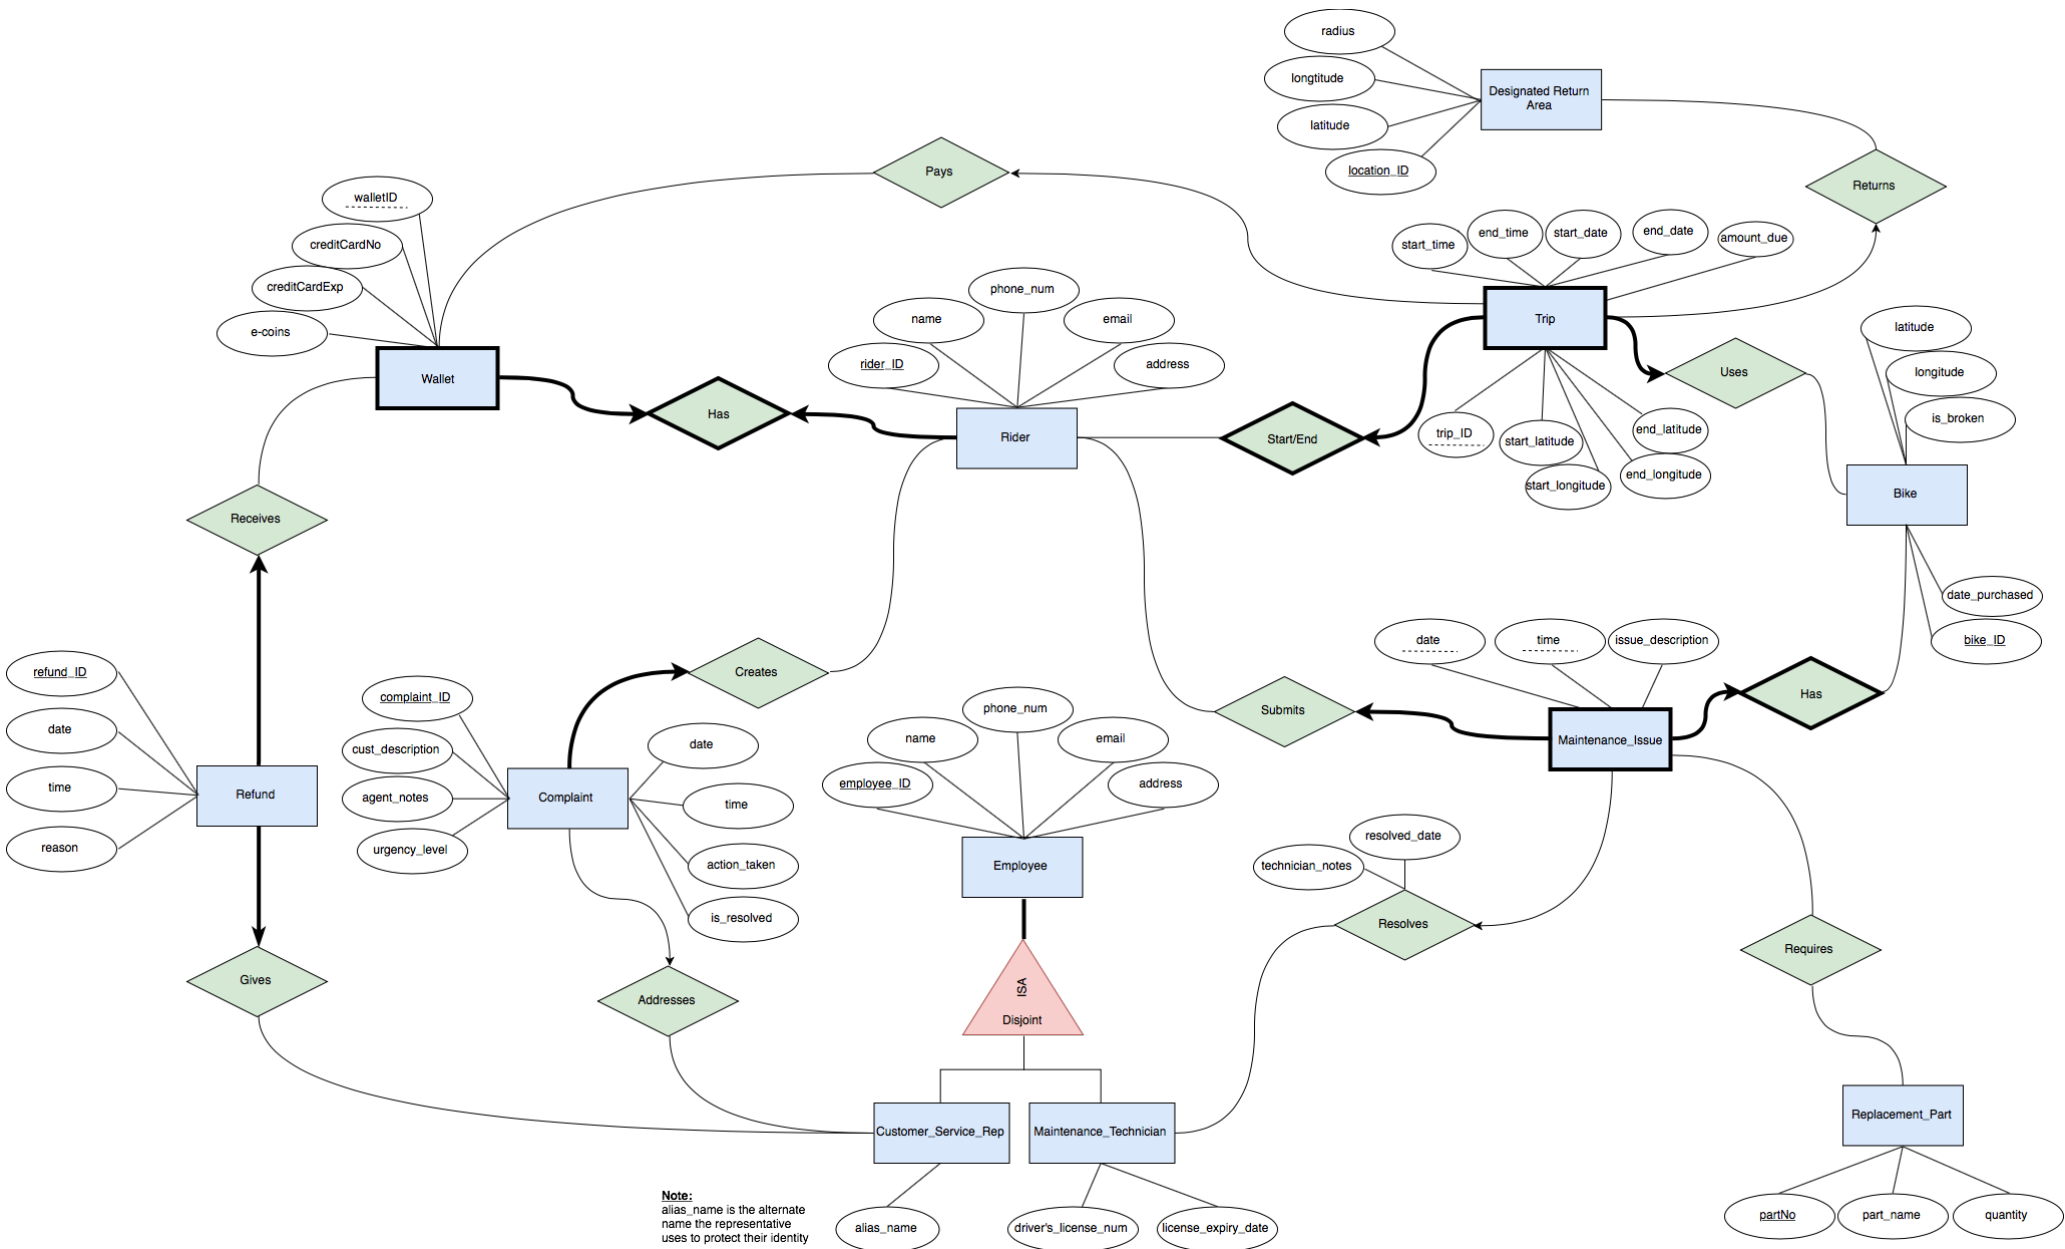 radius
longtitude
latitude
location_ID
Designated Return
Area
Returns
Pays
walletID
creditCardNo
creditCardExp
e-coins
Wallet
Has
rider_ID
name
phone_num
email
address
Rider
Start/End
start_time
end_time
start_date
end_date
amount_due
Trip
trip_ID
start_latitude
start_longitude
end_latitude
end_longitude
Uses
latitude
longitude
is_broken
Bike
date_purchased
bike_ID
Receives
refund_ID
date
time
reason
Refund
Gives
Creates
complaint_ID
cust_description
agent_notes
urgency_level
Complaint
date
time
action_taken
is_resolved
Addresses
employee_ID
name
phone_num
email
address
Employee
ISA
Disjoint
Submits
date
time
issue_description
Maintenance_Issue
Has
technician_notes
resolved_date
Resolves
Requires
Customer_Service_Rep
Maintenance_Technician
Replacement_Part
Note:
alias_name is the alternate
name the representative
uses to protect their identity
alias_name
driver's_license_num
license_expiry_date
partNo
part_name
quantity